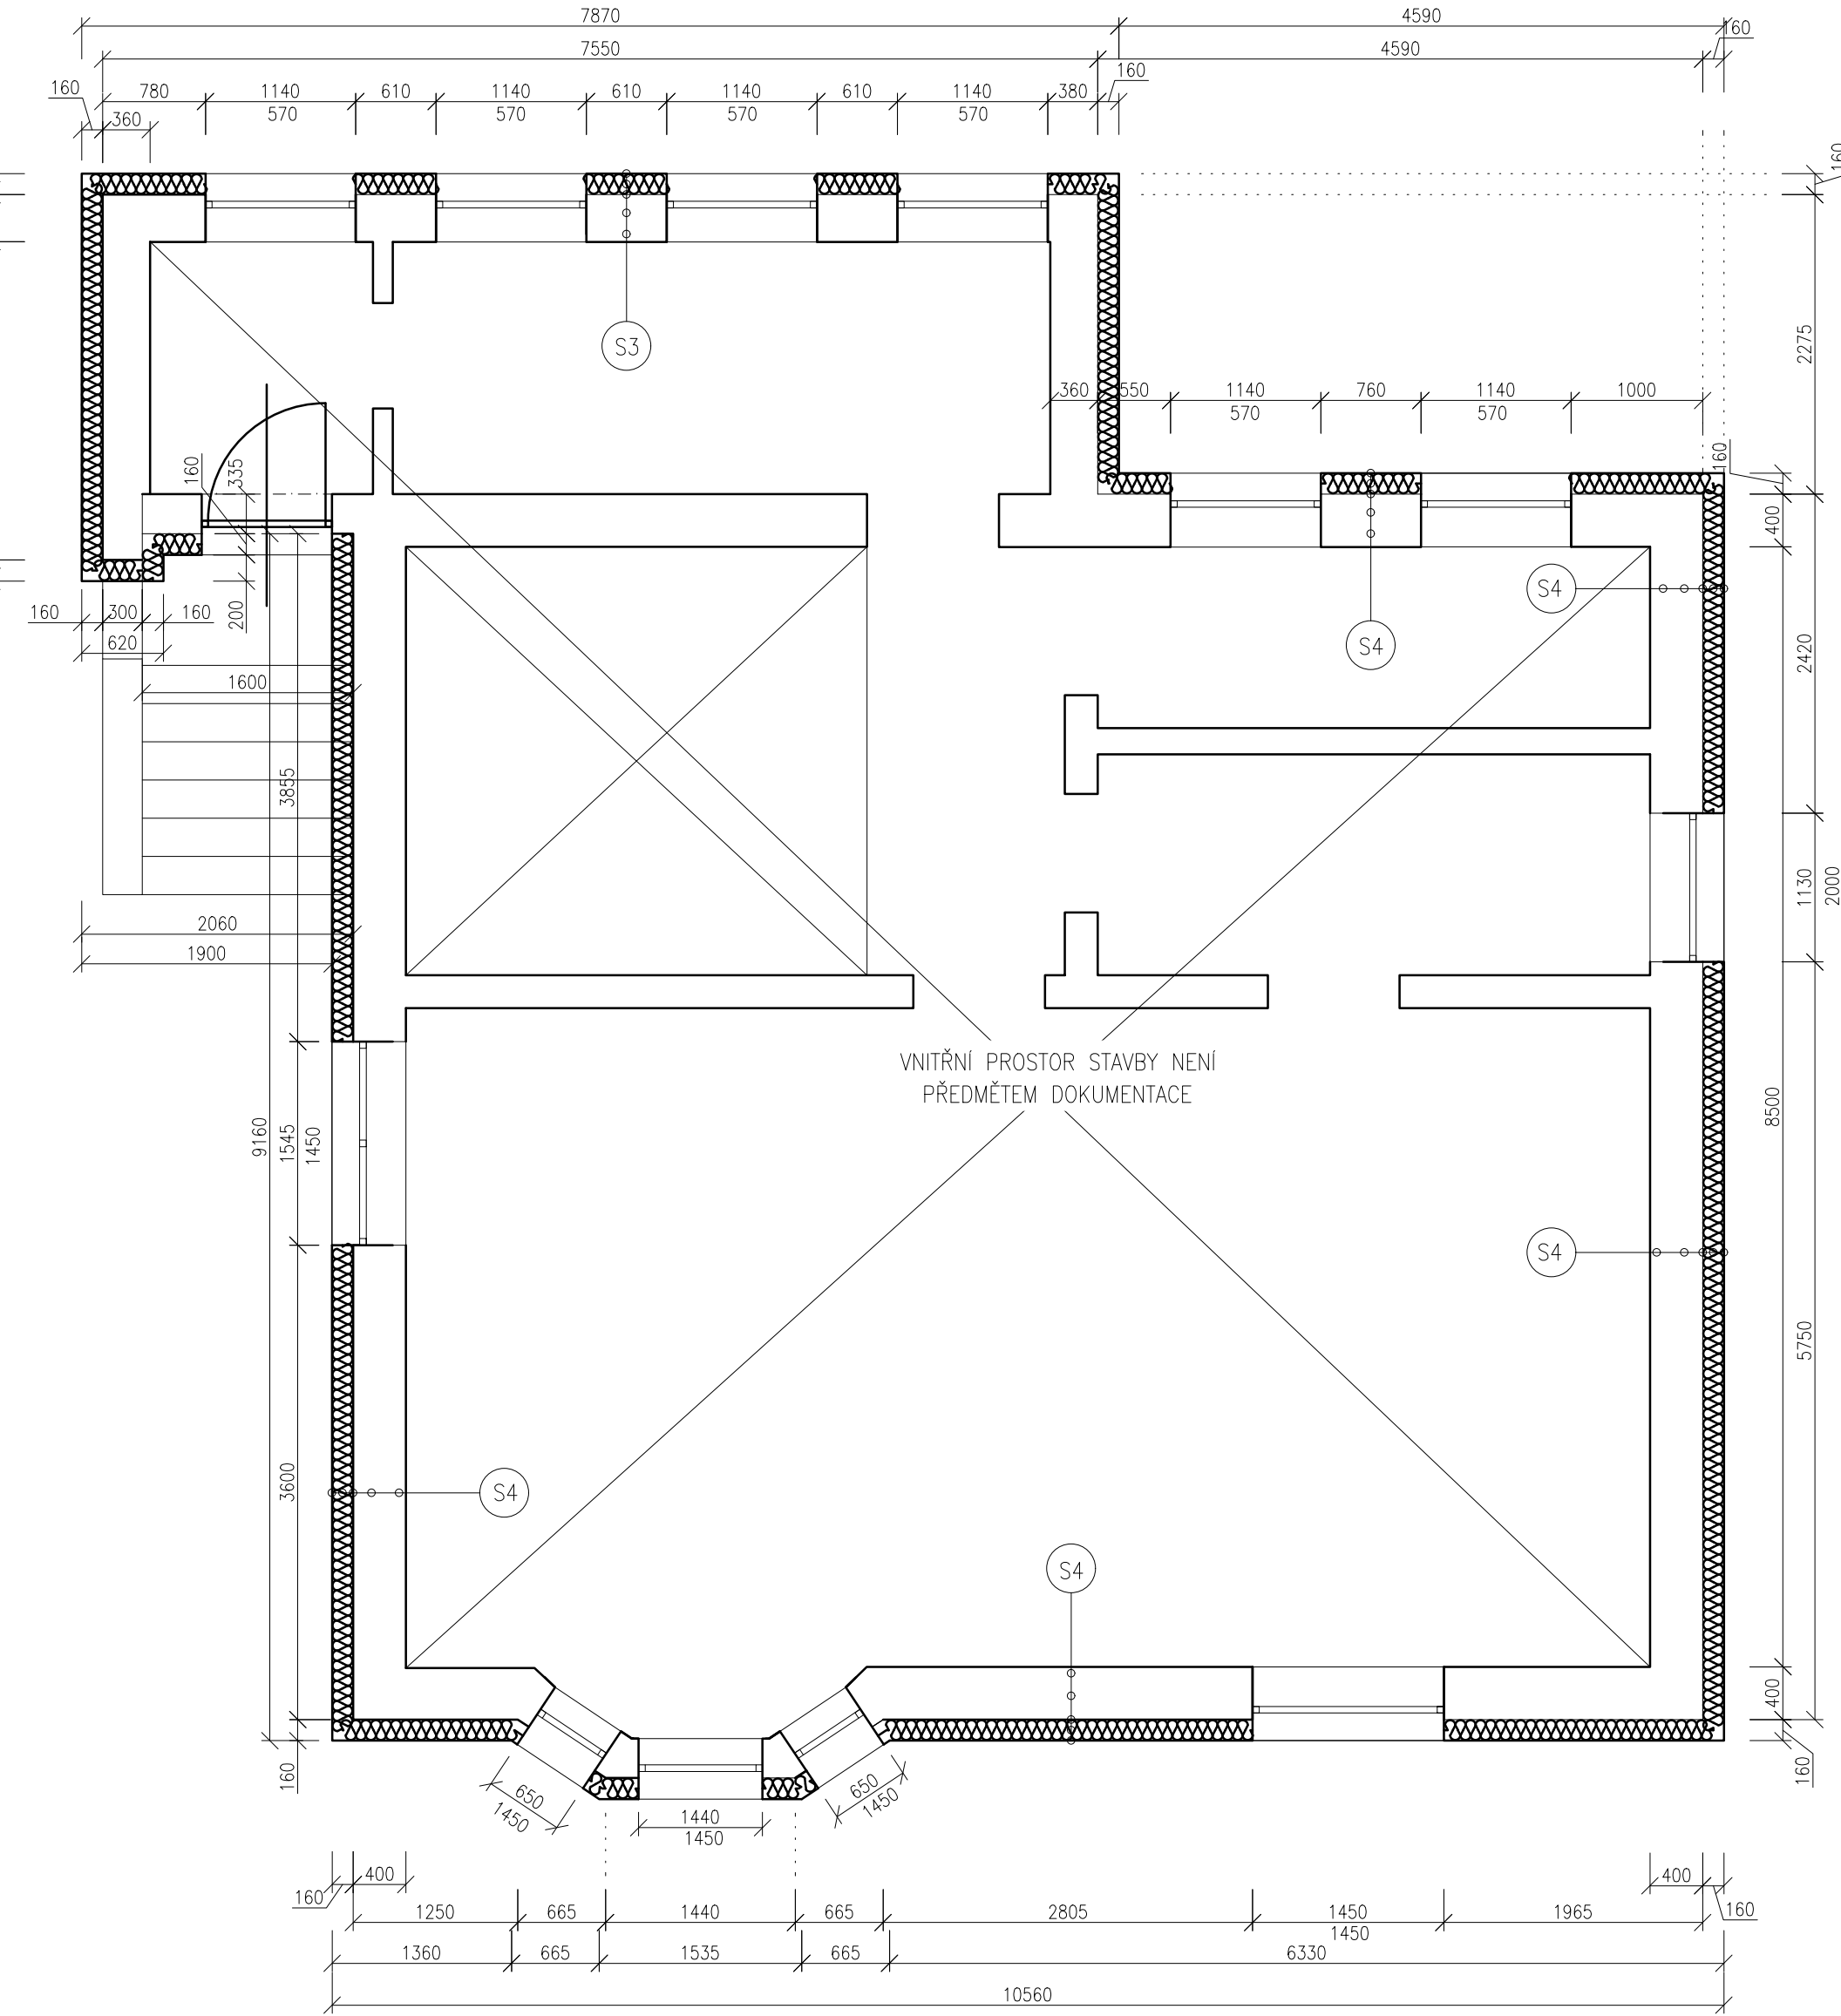 7870 4590
7550 4590 160
160 780 1140 610 1140 610 1140 610 1140 380 160
360 570 570 570 570
160
2275
S3
360 550 1140 760 1140 1000
570 570
160 335 160
400
S4
160 300 160 200
620
S4
2420
1600
3855
1130 2000
2060
1900
VNITŘNÍ PROSTOR STAVBY NENÍ
PŘEDMĚTEM DOKUMENTACE
9160 1545 1450
8500
S4
5750
3600
S4
S4
400
160
160
650 650
1450 1450
1440
1450
400 400
160 160
1250 665 1440 665 2805 1450 1965
1450
1360 665 1535 665 6330
10560